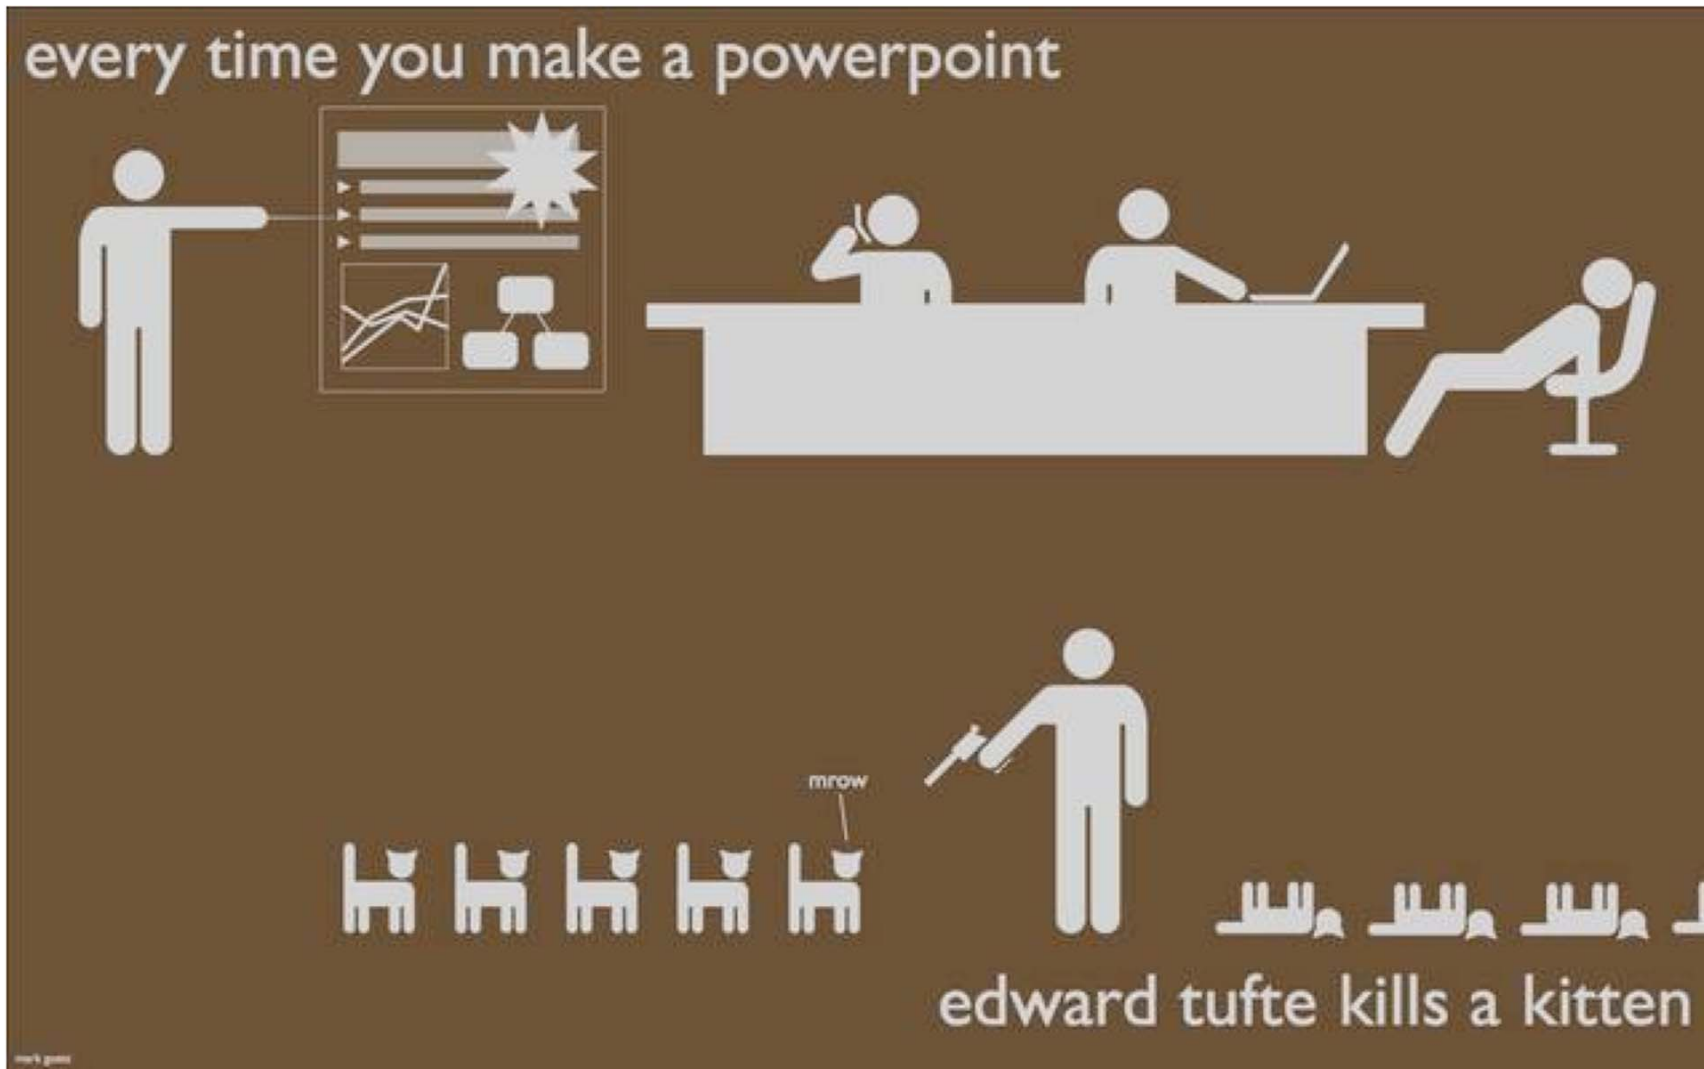 every time you make a powerpoint
mrow
edward tufte kills a kitten